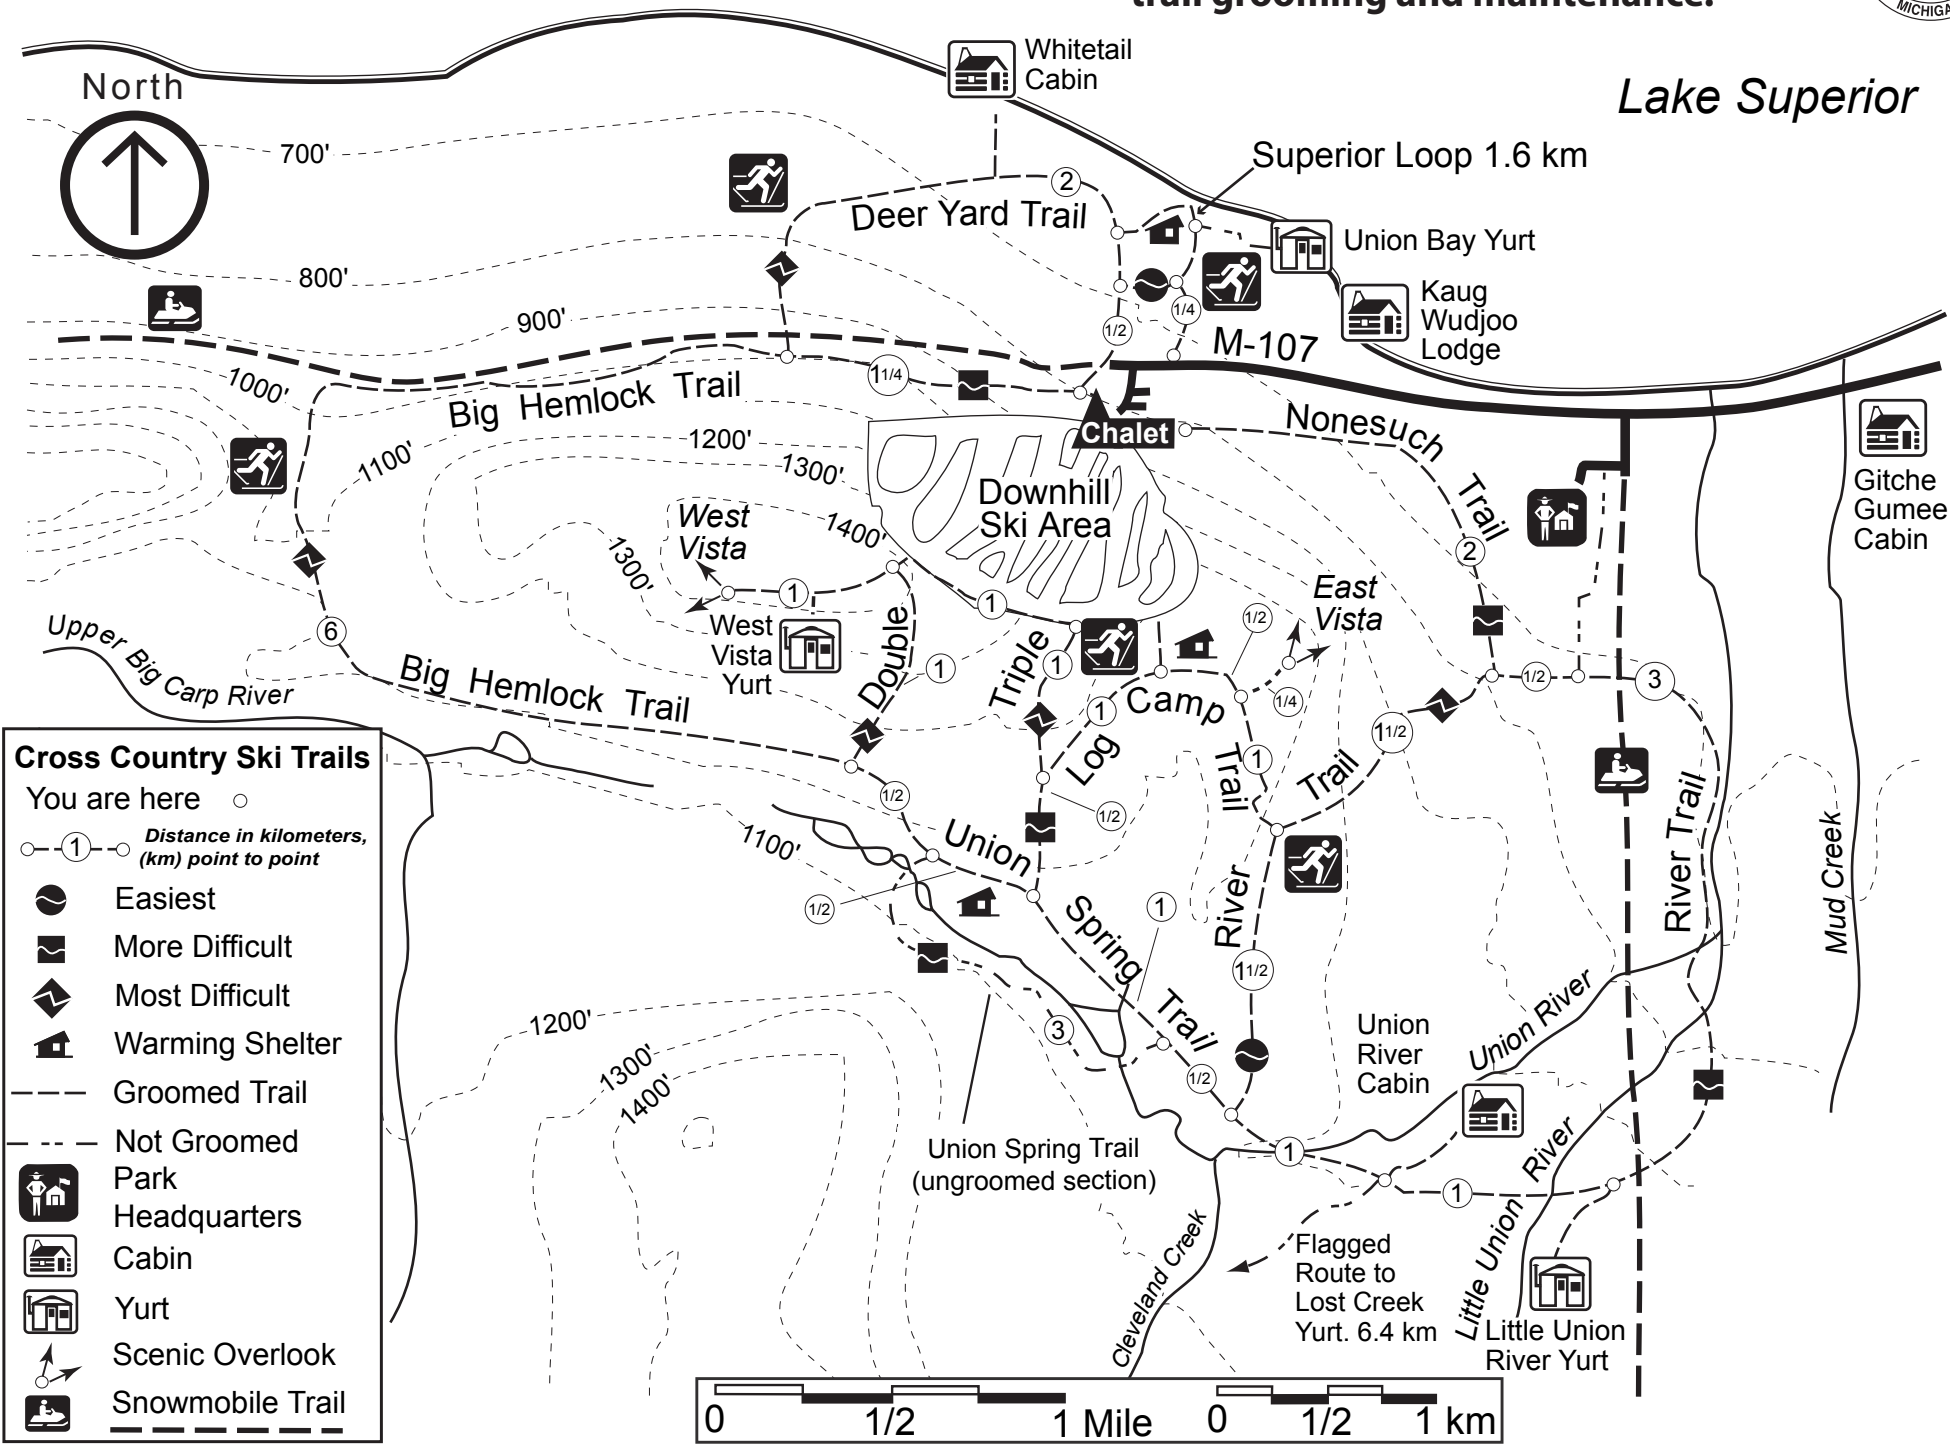 trail grooming and maintenance.
MICHIGA
North
Whitetail
Cabin
Lake Superior
700'
Superior Loop 1.6 km
2
Deer Yard Trail
Union Bay Yurt
800'
Kaug
Wudjoo
Lodge
900'
1/4
1/2
M-107
1000'
1 1/4
Big Hemlock Trail
Nonesuch
Trail
Chalet
1200'
1100'
1300'
Gitche
Gumee
Cabin
Downhill
Ski Area
West
Vista
1400'
2
1300'
1
1
East
Vista
1/2
6
Upper Big Carp River
West
Vista
Yurt
Double
1
Triple
1
Big Hemlock Trail
1/2
3
1/4
Log
Camp
Trail
1
1
1 1/2
Trail
River Trail
1/2
1/2
Union
Spring
Trail
1100'
1/2
1
River
1 1/2
Mud Creek
3
1/2
1200'
1300'
1400'
Union
River
Cabin
Union River
Union Spring Trail
(ungroomed section)
1
1
Little Union River
Cleveland Creek
Flagged
Route to
Lost Creek
Yurt. 6.4 km
Little Union
River Yurt
Cross Country Ski Trails
You are here
1
Distance in kilometers,
(km) point to point
Easiest
More Difficult
Most Difficult
Warming Shelter
Groomed Trail
Not Groomed
Park
Headquarters
Cabin
Yurt
Scenic Overlook
Snowmobile Trail
0 1/2 1 Mile 0 1/2 1 km